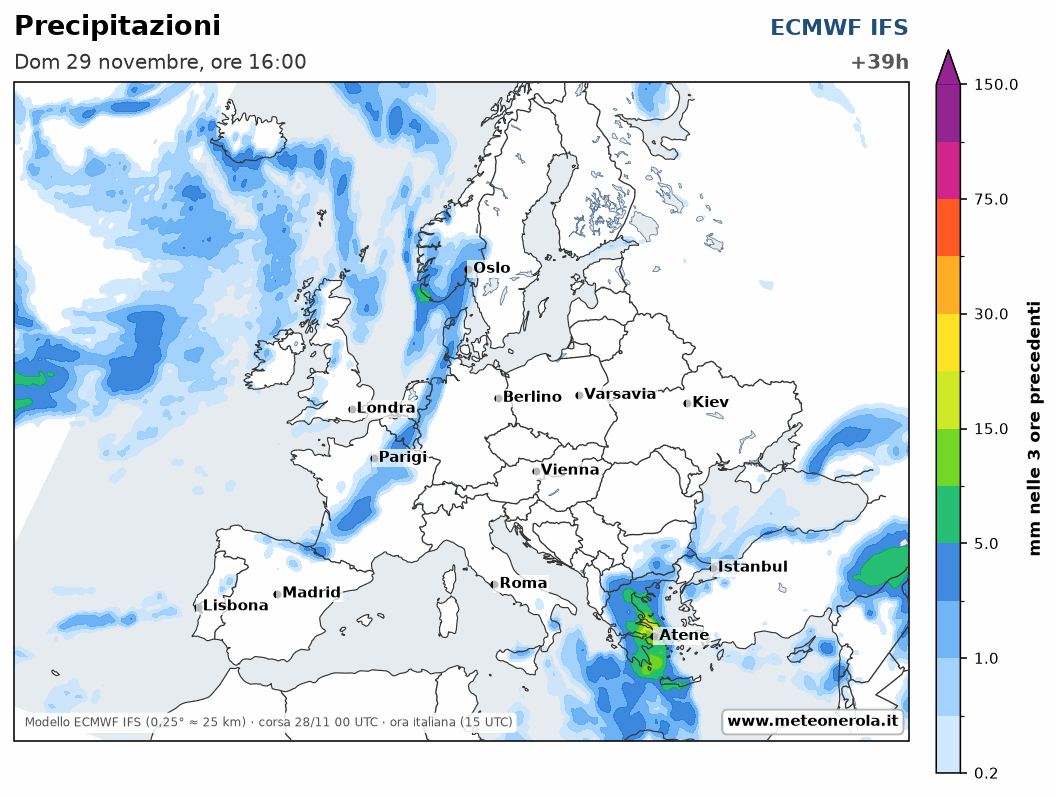 Precipitazioni
ECMWF IFS
Dom 29 novembre, ore 16:00
+39h
150.0
75.0
30.0
15.0
5.0
1.0
0.2
mm nelle 3 ore precedenti
Oslo
Berlino
Varsavia
Kiev
Londra
Parigi
Vienna
Istanbul
Roma
Madrid
Lisbona
Atene
Modello ECMWF IFS (0,25° ≈ 25 km) · corsa 28/11 00 UTC · ora italiana (15 UTC)
www.meteonerola.it